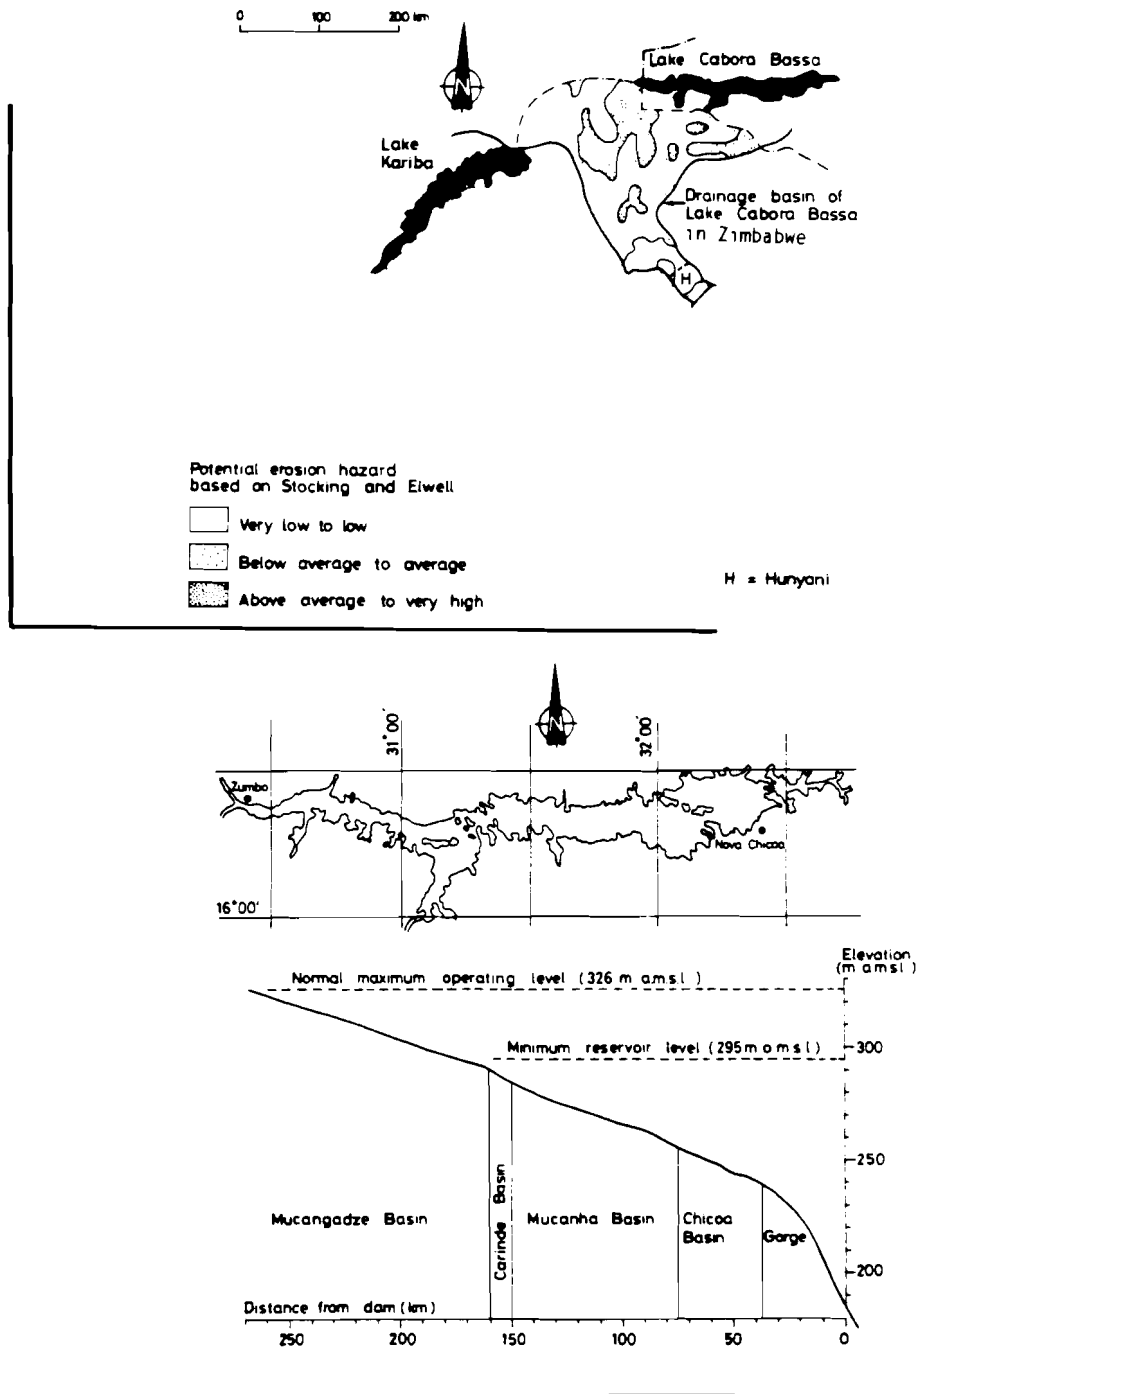 0 100 200 km
N
Lake Cabora Bassa
Lake
Kariba
Drainage basin of
Lake Cabora Bassa
in Zimbabwe
H
Potential erosion hazard
based on Stocking and Elwell
Very low to low
Below average to average
Above average to very high
H = Hunyani
N
31°00'
32°00'
Zumbo
Nova Chicoa
16°00'
Elevation
(m a m s l)
Normal maximum operating level (326 m a.m.s.l)
Minimum reservoir level (295 m a m s l)
300
250
200
Mucangadze Basin
Carinde Basin
Mucanha Basin
Chicoa
Basin
Gorge
Distance from dam (km)
250 200 150 100 50 0